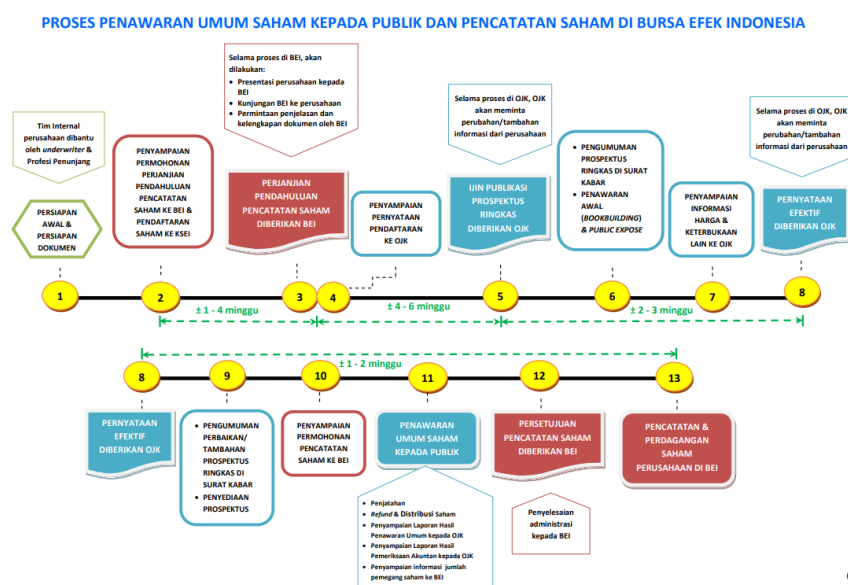 PROSES PENAWARAN UMUM SAHAM KEPADA PUBLIK DAN PENCATATAN SAHAM DI BURSA EFEK INDONESIA
Tim Internal
perusahaan dibantu
oleh underwriter &
Profesi Penunjang
PERSIAPAN
AWAL &
PERSIAPAN
DOKUMEN
PENYAMPAIAN
PERMOHONAN
PERJANJIAN
PENDAHULUAN
PENCATATAN
SAHAM KE BEI &
PENDAFTARAN
SAHAM KE KSEI
Selama proses di BEI, akan
dilakukan:
• Presentasi perusahaan kepada
BEI
• Kunjungan BEI ke perusahaan
• Permintaan penjelasan dan
kelengkapan dokumen oleh BEI
PERJANJIAN
PENDAHULUAN
PENCATATAN SAHAM
DIBERIKAN BEI
PENYAMPAIAN
PERNYATAAN
PENDAFTARAN
KE OJK
Selama proses di OJK, OJK
akan meminta
perubahan/tambahan
informasi dari perusahaan
IJIN PUBLIKASI
PROSPEKTUS
RINGKAS
DIBERIKAN OJK
• PENGUMUMAN
PROSPEKTUS
RINGKAS DI SURAT
KABAR
• PENAWARAN
AWAL
(BOOKBUILDING)
& PUBLIC EXPOSE
PENYAMPAIAN
INFORMASI
HARGA &
KETERBUKAAN
LAIN KE OJK
Selama proses di OJK, OJK
akan meminta
perubahan/tambahan
informasi dari perusahaan
PERNYATAAN
EFEKTIF
DIBERIKAN OJK
1
2
3
4
5
6
7
8
± 1 - 4 minggu
± 4 - 6 minggu
± 2 - 3 minggu
± 1 - 2 minggu
8
9
10
11
12
13
PERNYATAAN
EFEKTIF
DIBERIKAN OJK
• PENGUMUMAN
PERBAIKAN/
TAMBAHAN
PROSPEKTUS
RINGKAS DI
SURAT KABAR
• PENYEDIAAN
PROSPEKTUS
PENYAMPAIAN
PERMOHONAN
PENCATATAN
SAHAM KE BEI
PENAWARAN
UMUM SAHAM
KEPADA PUBLIK
• Penjatahan
• Refund & Distribusi Saham
• Penyampaian Laporan Hasil
Penawaran Umum kepada OJK
• Penyampaian Laporan Hasil
Pemeriksaan Akuntan kepada OJK
• Penyampaian informasi jumlah
pemegang saham ke BEI
PERSETUJUAN
PENCATATAN SAHAM
DIBERIKAN BEI
Penyelesaian
administrasi
kepada BEI
PENCATATAN &
PERDAGANGAN
SAHAM
PERUSAHAAN DI BEI